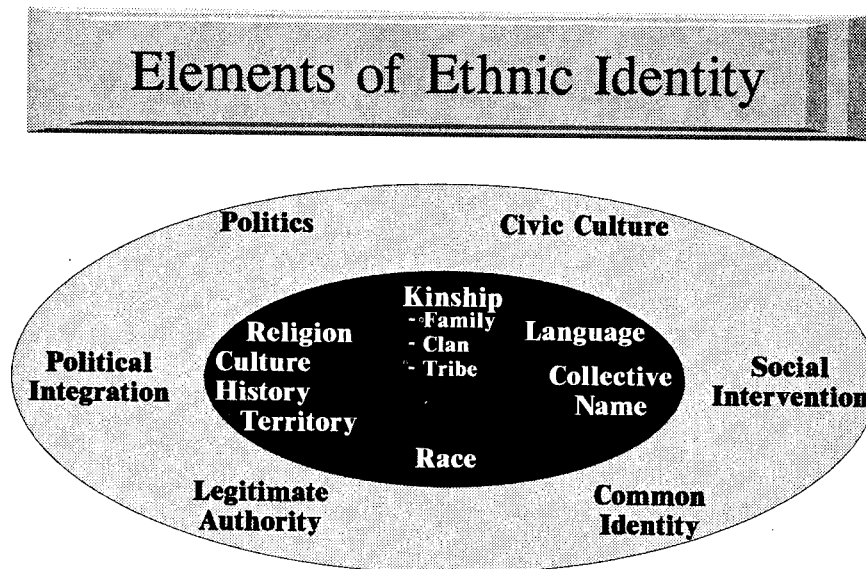 Elements of Ethnic Identity
Politics
Civic Culture
Kinship
- Family
- Clan
- Tribe
Religion
Culture
History
Territory
Language
Collective
Name
Race
Political
Integration
Social
Intervention
Legitimate
Authority
Common
Identity